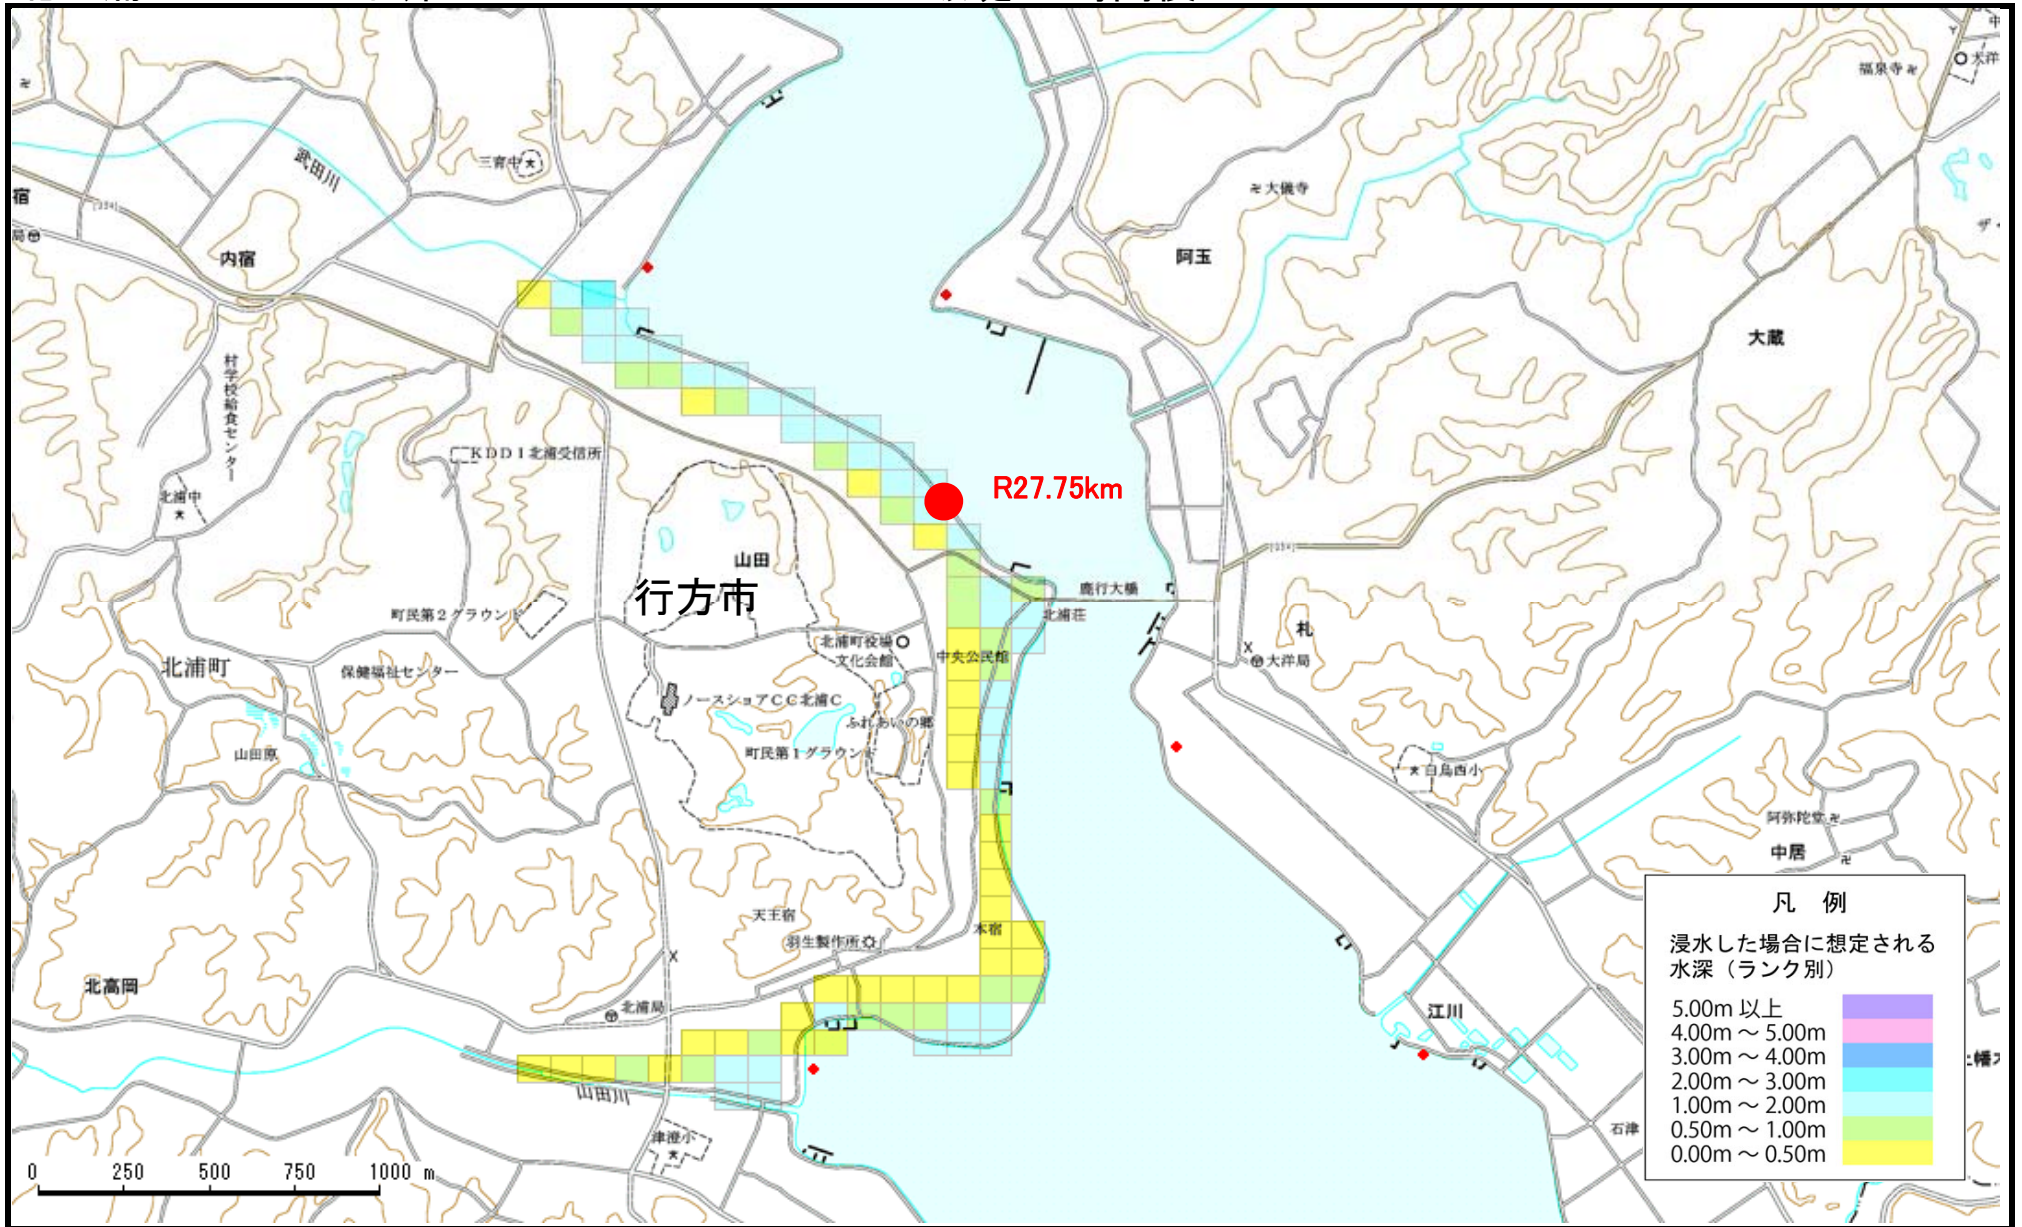 福泉寺
大洋
三育中
武田川
大儀寺
宿
局
内宿
阿玉
大蔵
村学校給食センター
KDDI北浦受信所
R27.75km
北浦中
山田
行方市
鹿行大橋
町民第2グラウンド
北浦荘
札
北浦町役場
文化会館
中央公民館
大洋局
北浦町
保健福祉センター
ノースショアCC北浦C
ふれあいの郷
山田原
町民第1グラウンド
白鳥西小
阿弥陀堂
中居
天王宿
本宿
羽生製作所
北高岡
北浦局
江川
山田川
津澄小
石津
凡 例
浸水した場合に想定される
水深（ランク別）
5.00m 以上
4.00m ～ 5.00m
3.00m ～ 4.00m
2.00m ～ 3.00m
1.00m ～ 2.00m
0.50m ～ 1.00m
0.00m ～ 0.50m
0 250 500 750 1000 m